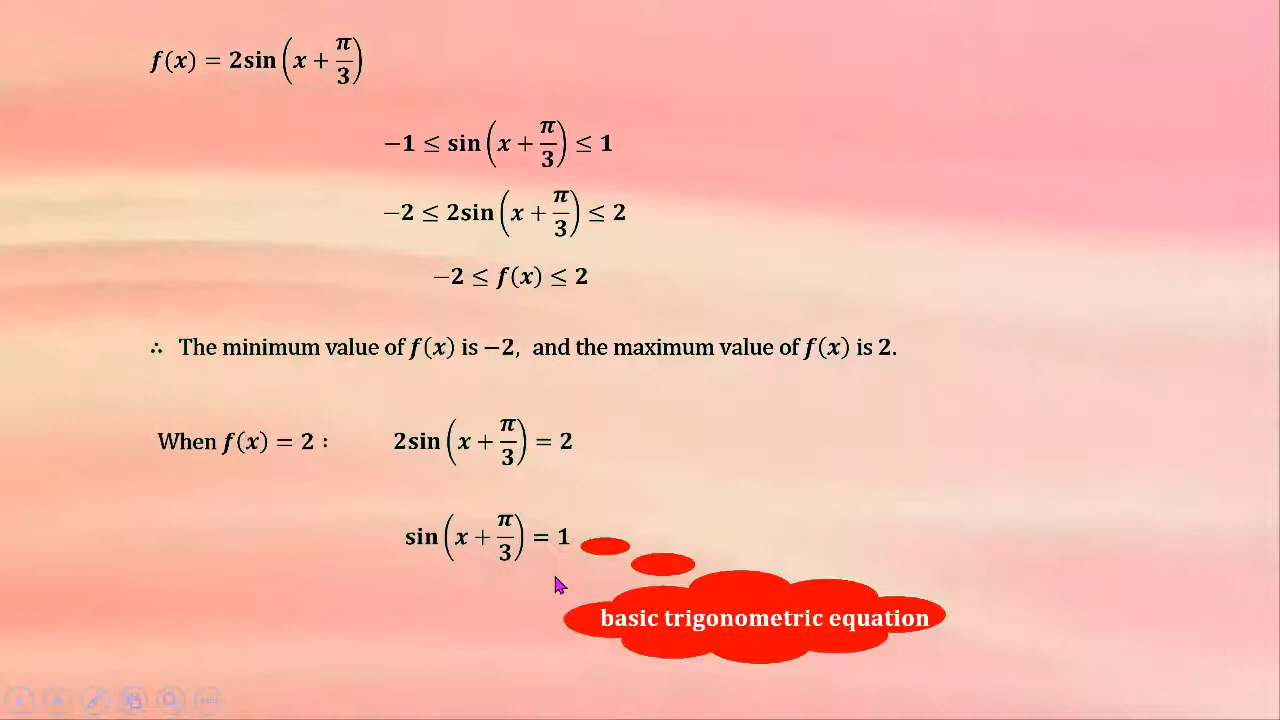 f(x) = 2sin(x + π/3)
−1 ≤ sin(x + π/3) ≤ 1
−2 ≤ 2sin(x + π/3) ≤ 2
−2 ≤ f(x) ≤ 2
∴ The minimum value of f(x) is −2, and the maximum value of f(x) is 2.
When f(x) = 2 : 2sin(x + π/3) = 2
sin(x + π/3) = 1
basic trigonometric equation